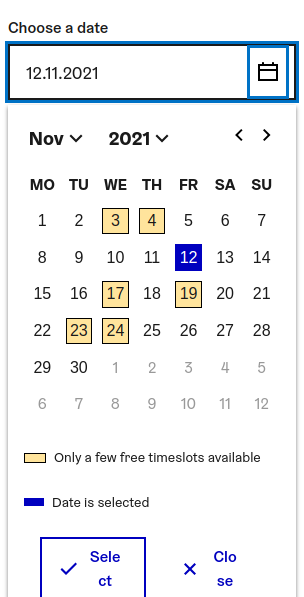 Choose a date
12.11.2021
Nov 2021
MO TU WE TH FR SA SU
1 2 3 4 5 6 7
8 9 10 11 12 13 14
15 16 17 18 19 20 21
22 23 24 25 26 27 28
29 30 1 2 3 4 5
6 7 8 9 10 11 12
Only a few free timeslots available
Date is selected
Sele Clo
ct se